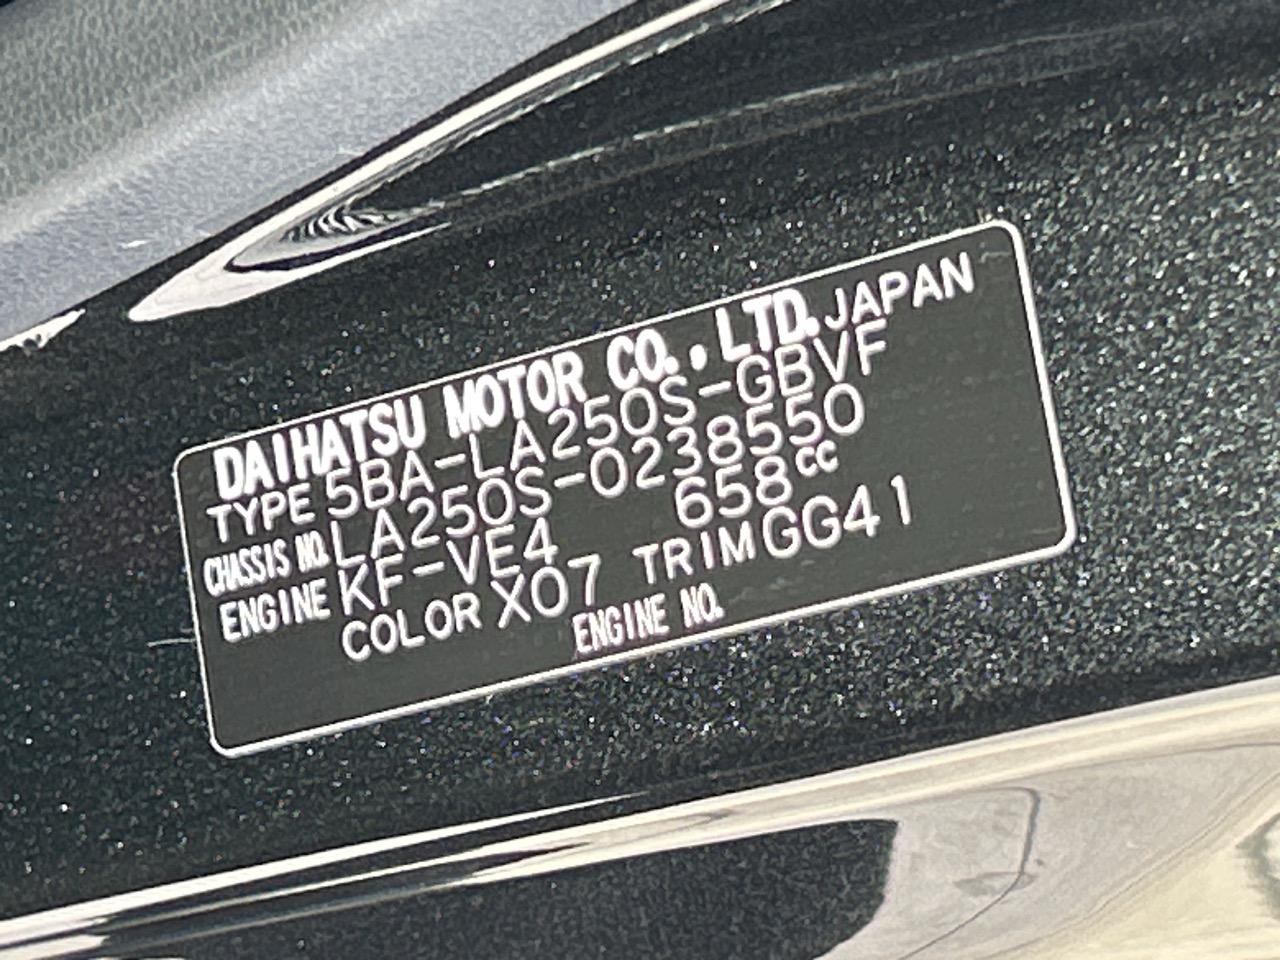 DAIHATSU MOTOR CO., LTD. JAPAN
TYPE 5BA-LA250S-GBVF
CHASSIS NO. LA250S-0238550
ENGINE KF-VE4 658cc
COLOR X07 TRIM GG41
ENGINE NO.